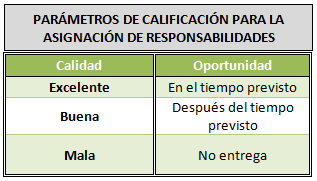 PARÁMETROS DE CALIFICACIÓN PARA LA
ASIGNACIÓN DE RESPONSABILIDADES
Calidad Oportunidad
Excelente En el tiempo previsto
Buena Después del tiempo
previsto
Mala No entrega